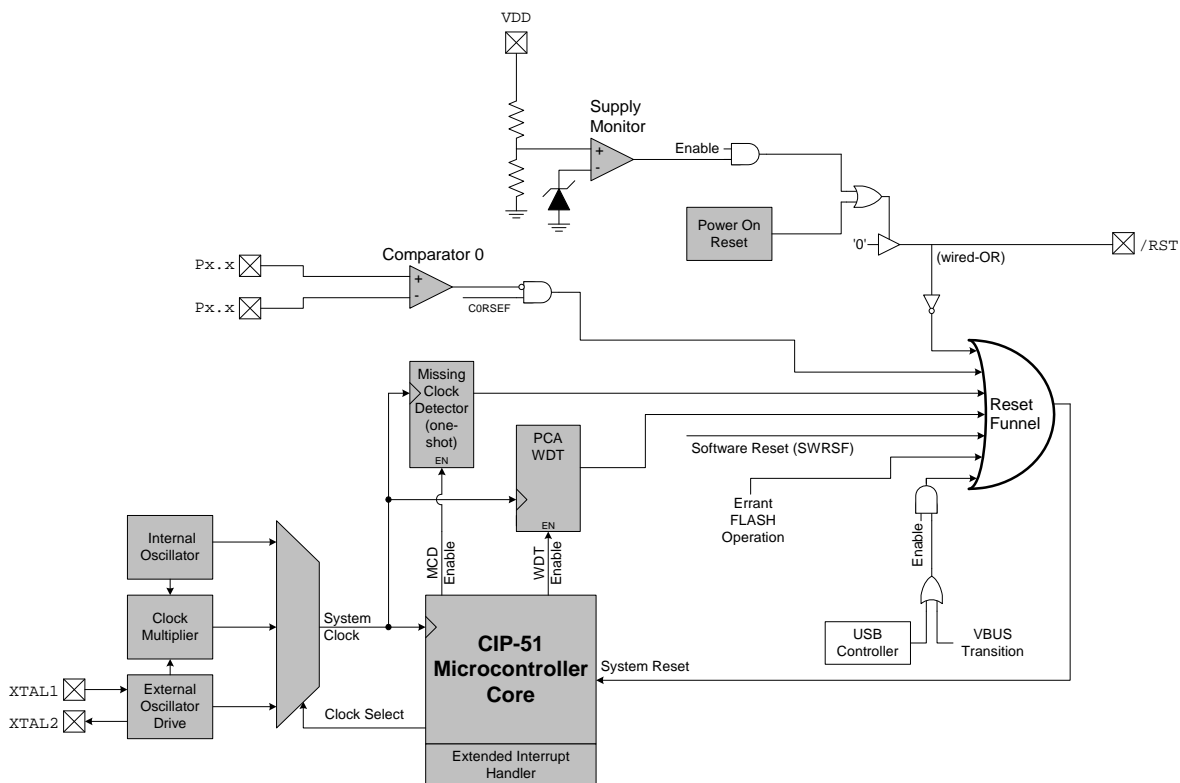 VDD
Supply
Monitor
+
-
Enable
Power On
Reset
'0'
/RST
(wired-OR)
Px.x
Px.x
Comparator 0
+
-
C0RSEF
Missing
Clock
Detector
(one-
shot)
EN
PCA
WDT
EN
Reset
Funnel
Software Reset (SWRSF)
Errant
FLASH
Operation
Enable
USB
Controller
VBUS
Transition
Internal
Oscillator
Clock
Multiplier
External
Oscillator
Drive
XTAL1
XTAL2
System
Clock
MCD
Enable
WDT
Enable
CIP-51
Microcontroller
Core
System Reset
Clock Select
Extended Interrupt
Handler